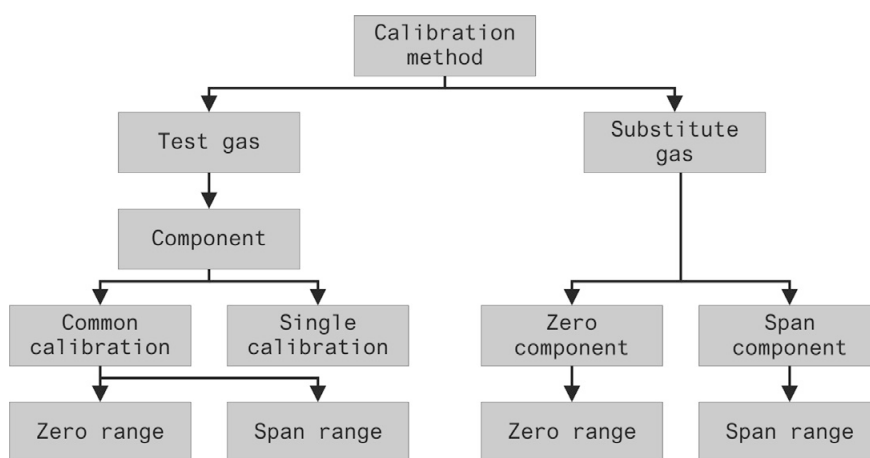 Calibration
method
Test gas
Substitute
gas
Component
Common
calibration
Single
calibration
Zero
component
Span
component
Zero range
Span range
Zero range
Span range